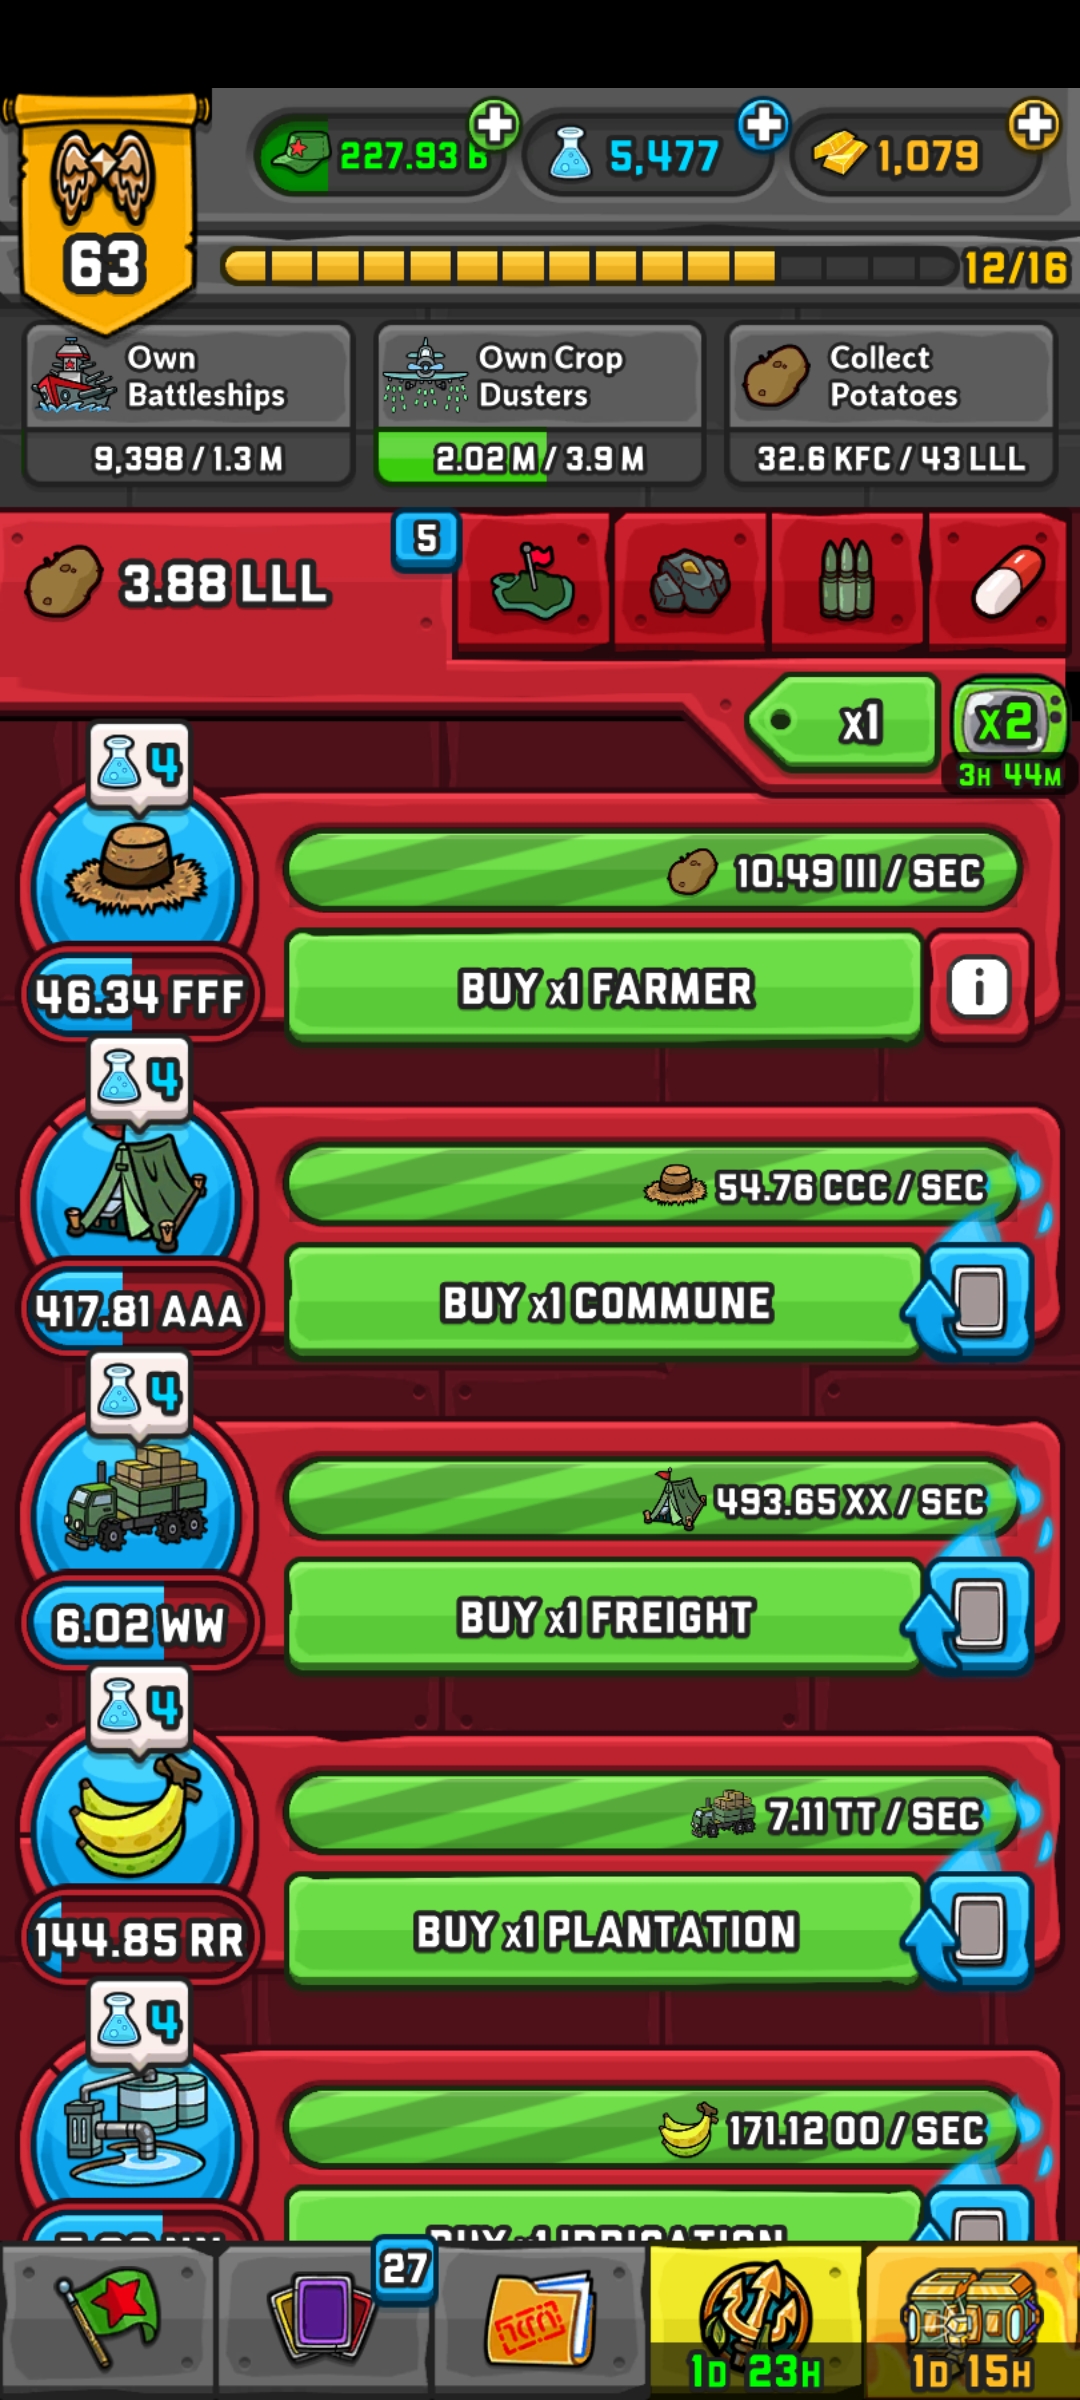 227.93 B
5,477
1,079
63
12/16
Own
Battleships
9,398 / 1.3 M
Own Crop
Dusters
2.02 M / 3.9 M
Collect
Potatoes
32.6 KFC / 43 LLL
3.88 LLL
5
x1
x2
3H 44M
4
10.49 III / SEC
46.34 FFF
BUY x1 FARMER
i
4
54.76 CCC / SEC
417.81 AAA
BUY x1 COMMUNE
4
493.65 XX / SEC
6.02 WW
BUY x1 FREIGHT
4
7.11 TT / SEC
144.85 RR
BUY x1 PLANTATION
4
171.12 OO / SEC
BUY x1 IRRIGATION
27
1D 23H
1D 15H